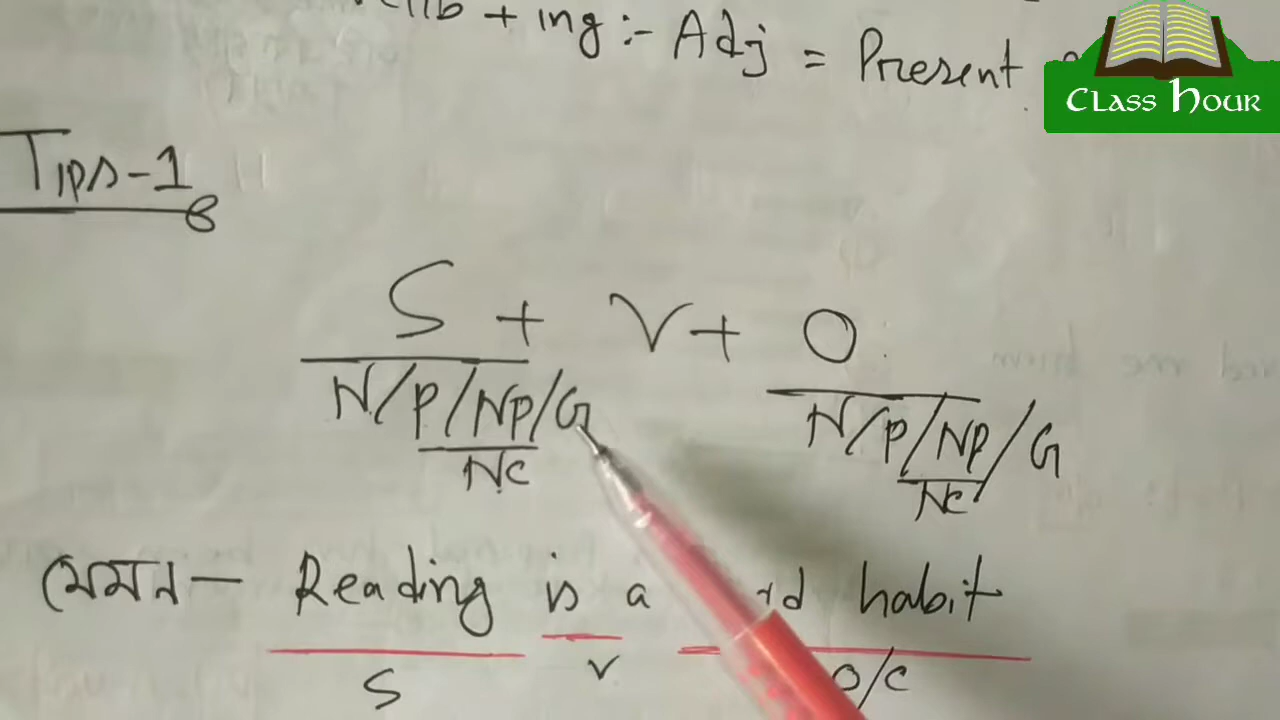 + ing :- Adj = Present
CLASS HOUR
Tips-1
S + V + O
N/P/NP/G N/P/NP/G
NC NC
যেমন— Reading is a habit
S V O/C